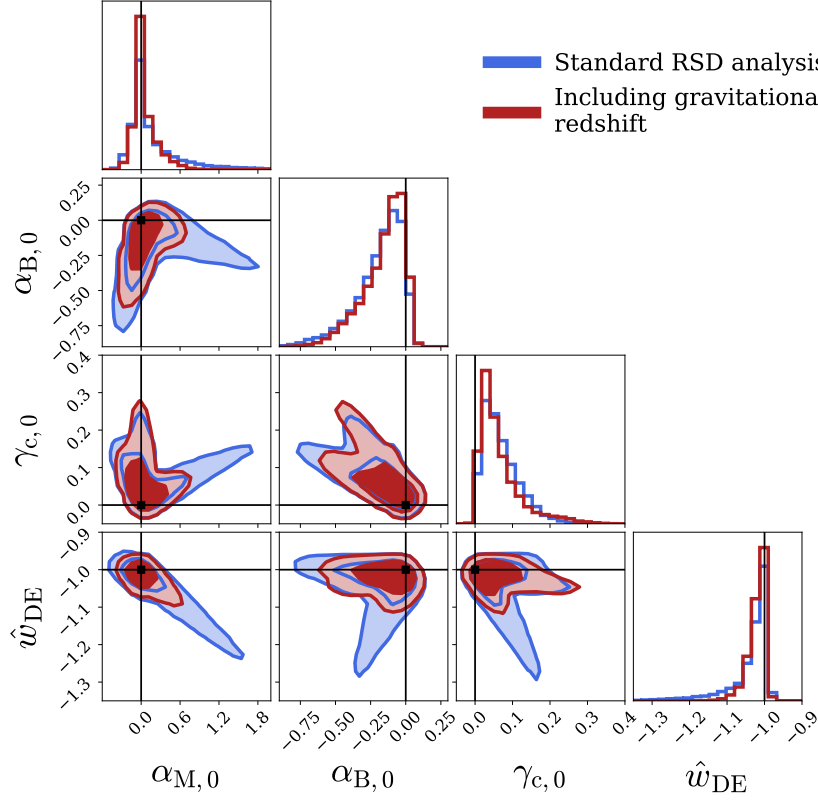 Standard RSD analysis
Including gravitationa
redshift
0.25
0.00
−0.25
−0.50
−0.75
α_B,0
0.4
0.3
0.2
0.1
0.0
γ_c,0
−0.9
−1.0
−1.1
−1.2
−1.3
ŵ_DE
0.0 0.6 1.2 1.8
−0.75 −0.50 −0.25 0.00 0.25
0.0 0.1 0.2 0.3 0.4
−1.3 −1.2 −1.1 −1.0 −0.9
α_M,0 α_B,0 γ_c,0 ŵ_DE